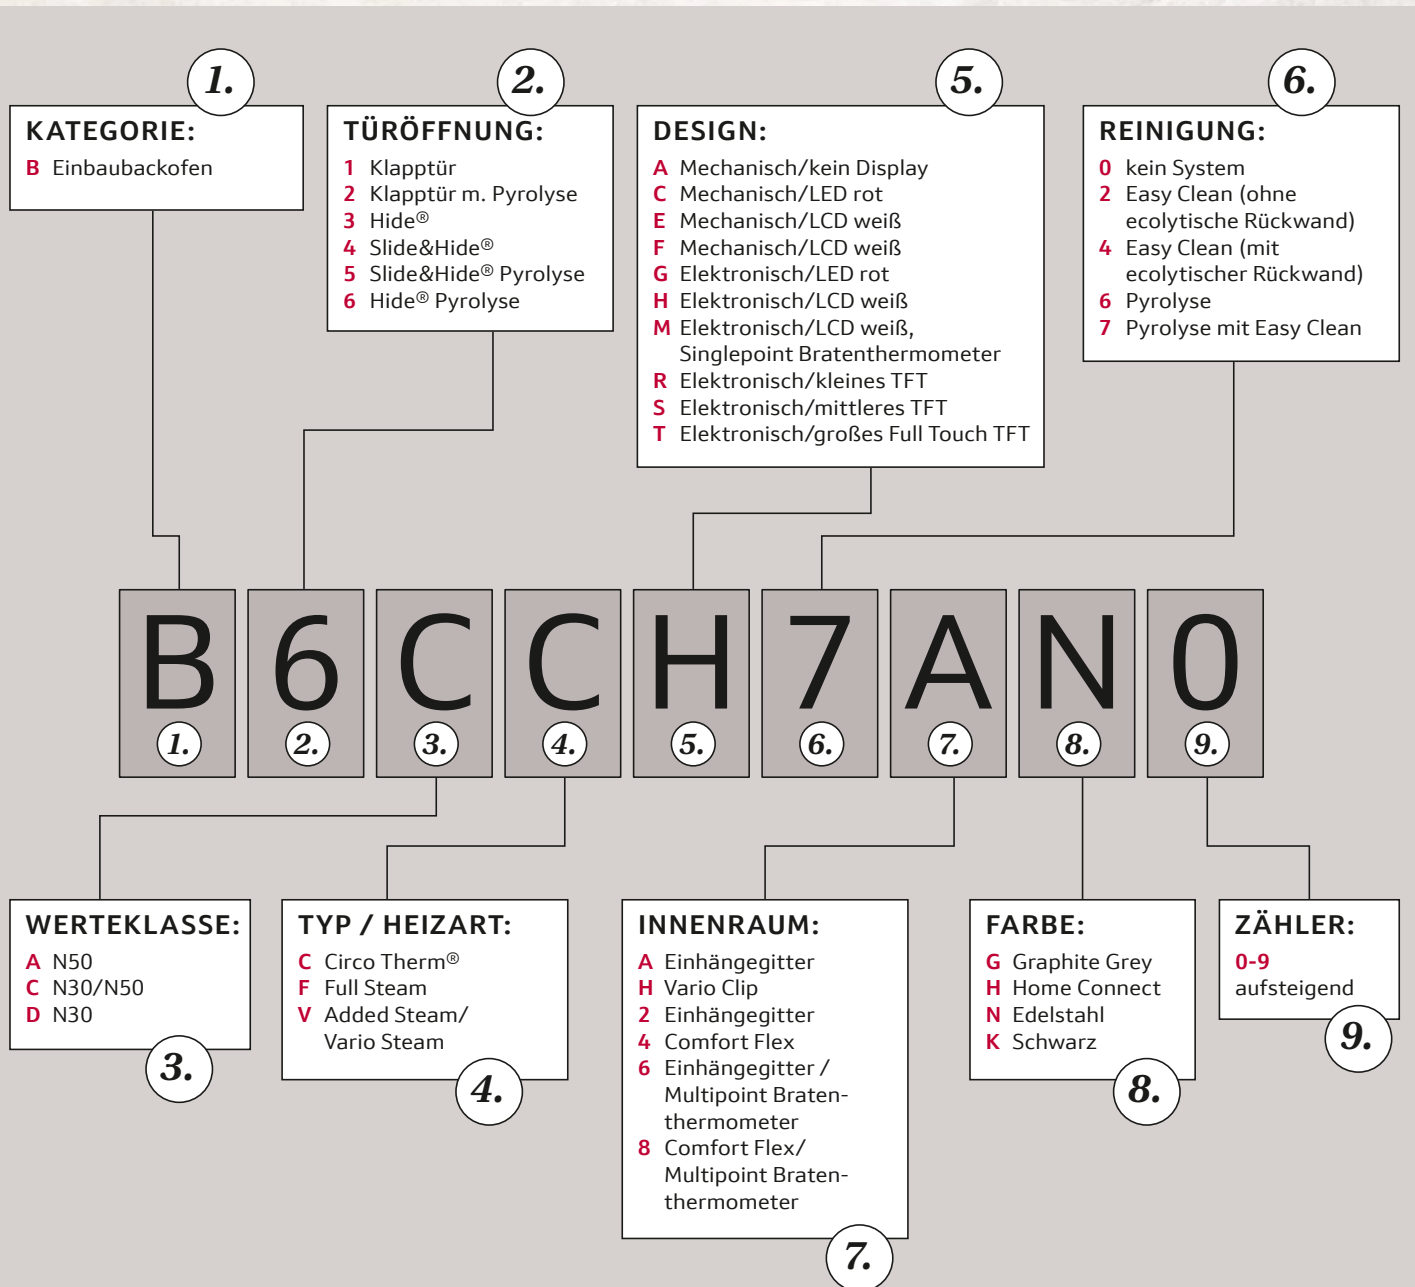 1.
KATEGORIE:
B Einbaubackofen
2.
TÜRÖFFNUNG:
1 Klapptür
2 Klapptür m. Pyrolyse
3 Hide®
4 Slide&Hide®
5 Slide&Hide® Pyrolyse
6 Hide® Pyrolyse
5.
DESIGN:
A Mechanisch/kein Display
C Mechanisch/LED rot
E Mechanisch/LCD weiß
F Mechanisch/LCD weiß
G Elektronisch/LED rot
H Elektronisch/LCD weiß
M Elektronisch/LCD weiß,
Singlepoint Bratenthermometer
R Elektronisch/kleines TFT
S Elektronisch/mittleres TFT
T Elektronisch/großes Full Touch TFT
6.
REINIGUNG:
0 kein System
2 Easy Clean (ohne
ecolytische Rückwand)
4 Easy Clean (mit
ecolytischer Rückwand)
6 Pyrolyse
7 Pyrolyse mit Easy Clean
B 6 C C H 7 A N 0
1. 2. 3. 4. 5. 6. 7. 8. 9.
WERTEKLASSE:
A N50
C N30/N50
D N30
3.
TYP / HEIZART:
C Circo Therm®
F Full Steam
V Added Steam/
Vario Steam
4.
INNENRAUM:
A Einhängegitter
H Vario Clip
2 Einhängegitter
4 Comfort Flex
6 Einhängegitter /
Multipoint Braten-
thermometer
8 Comfort Flex/
Multipoint Braten-
thermometer
7.
FARBE:
G Graphite Grey
H Home Connect
N Edelstahl
K Schwarz
8.
ZÄHLER:
0-9
aufsteigend
9.